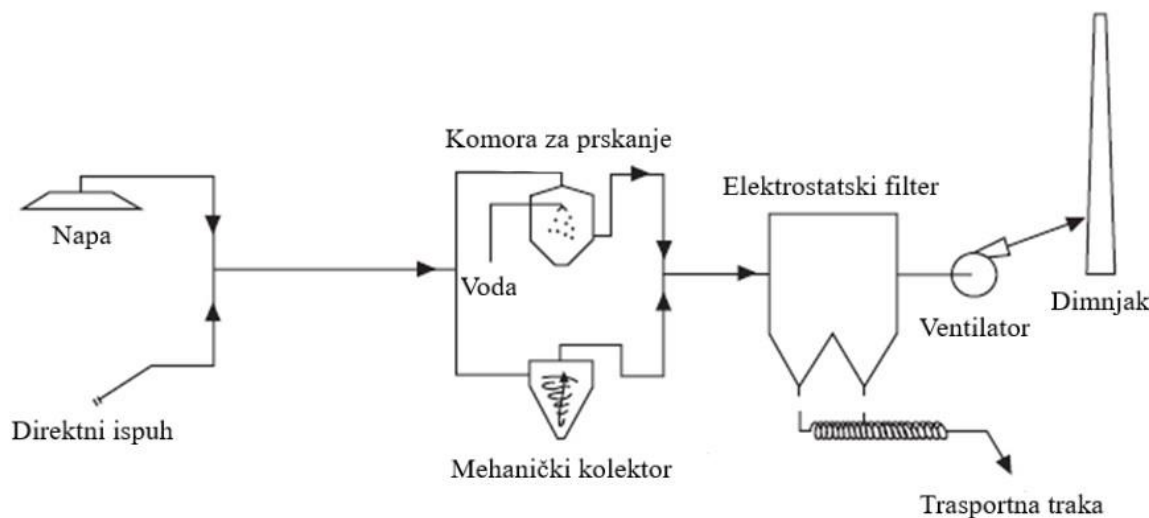 Komora za prskanje
Elektrostatski filter
Napa
Voda
Ventilator
Dimnjak
Direktni ispuh
Mehanički kolektor
Trasportna traka